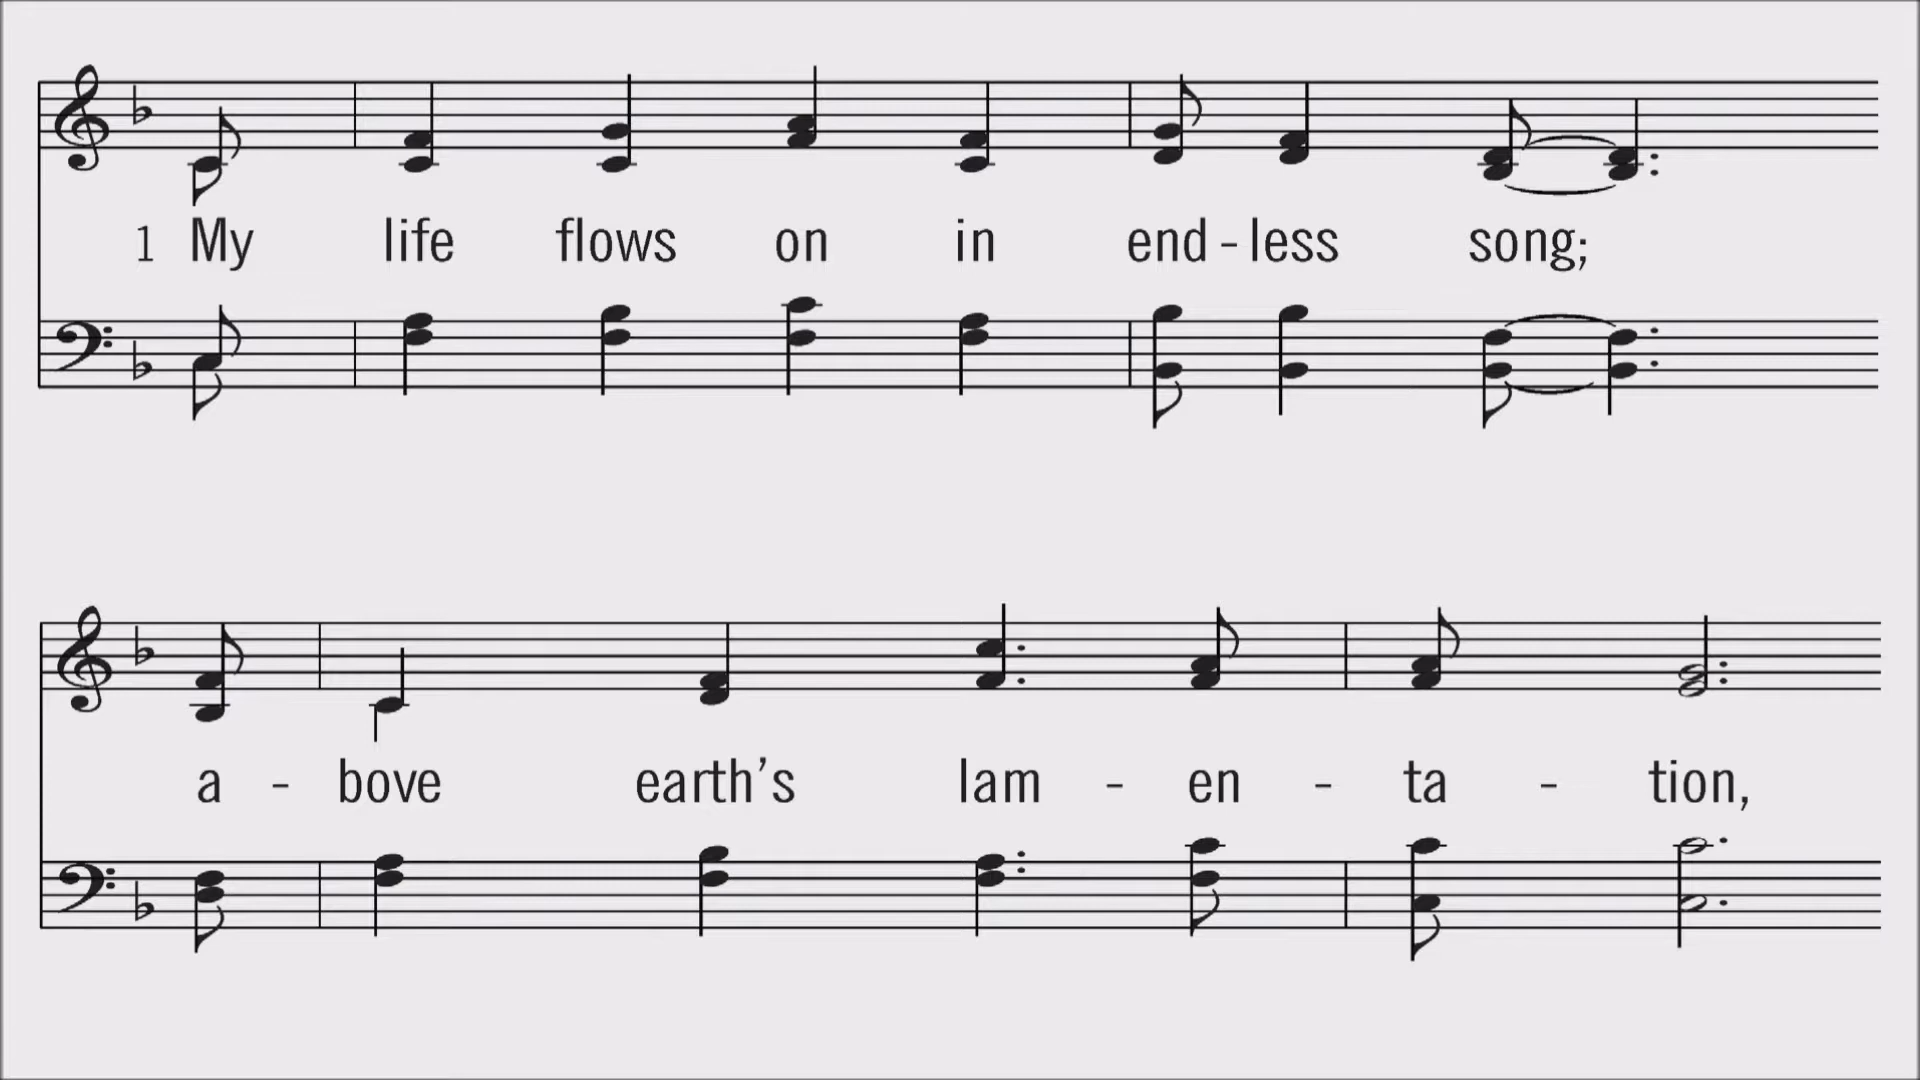 1 My life flows on in end - less song;
a - bove earth's lam - en - ta - tion,